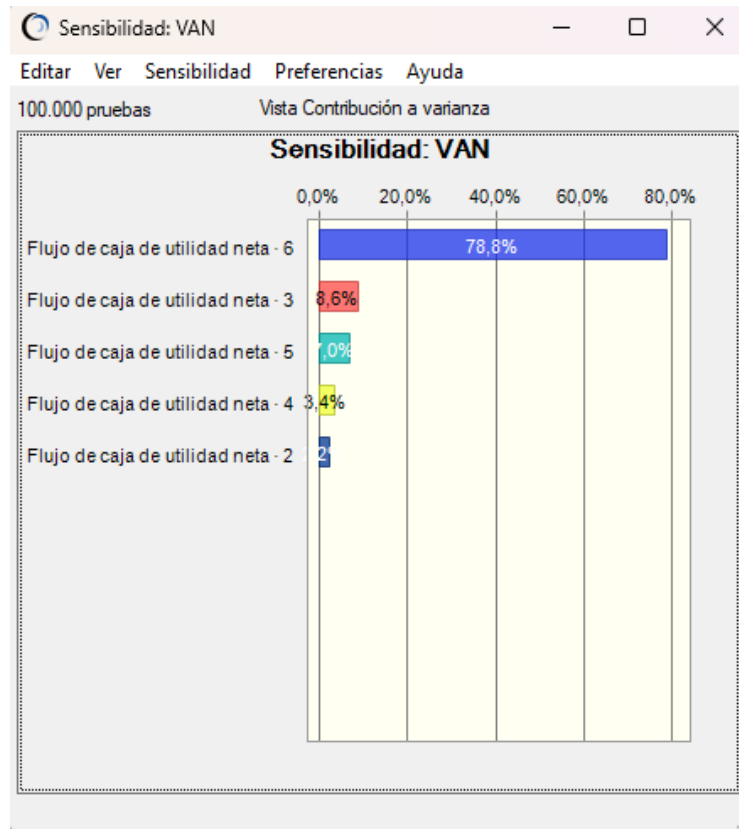 Sensibilidad: VAN
Editar Ver Sensibilidad Preferencias Ayuda
100.000 pruebas Vista Contribución a varianza
Sensibilidad: VAN
0,0% 20,0% 40,0% 60,0% 80,0%
Flujo de caja de utilidad neta - 6 78,8%
Flujo de caja de utilidad neta - 3 8,6%
Flujo de caja de utilidad neta - 5 7,0%
Flujo de caja de utilidad neta - 4 3,4%
Flujo de caja de utilidad neta - 2